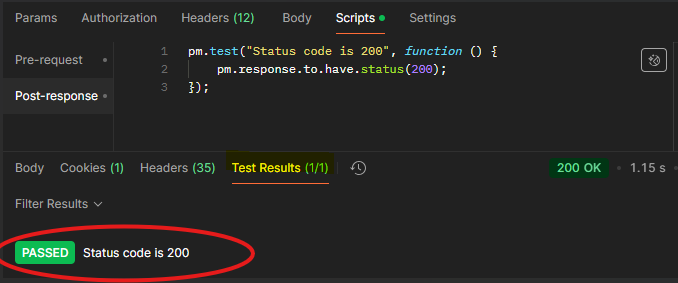 Params Authorization Headers (12) Body Scripts Settings
Pre-request
Post-response
1 pm.test("Status code is 200", function () {
2 pm.response.to.have.status(200);
3 });
Body Cookies (1) Headers (35) Test Results (1/1) 200 OK 1.15 s
Filter Results
PASSED Status code is 200